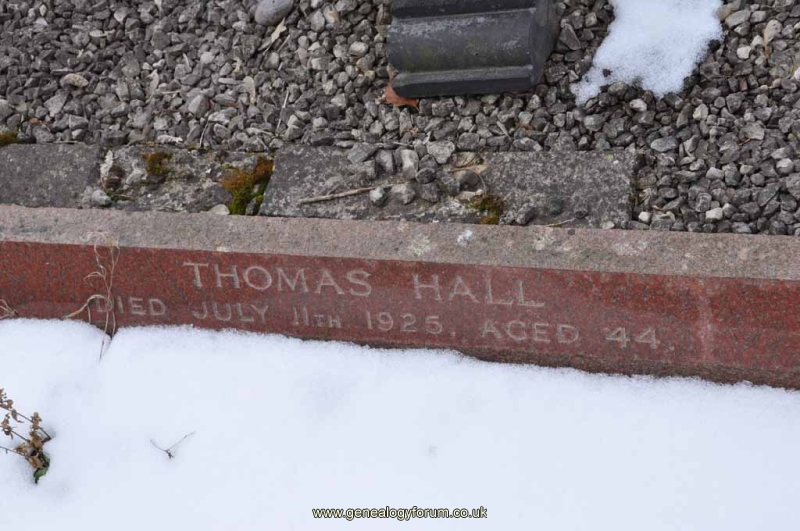 THOMAS HALL
DIED JULY 11TH 1925, AGED 44.
www.genealogyforum.co.uk